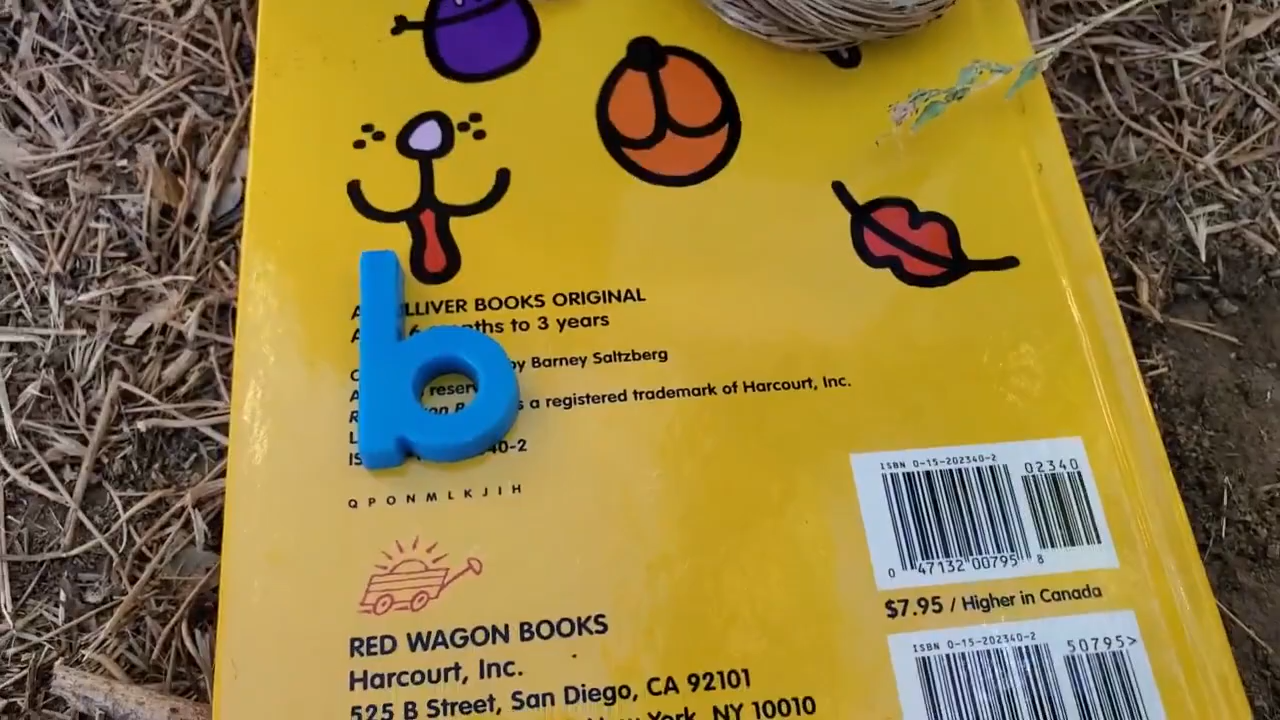 b
LLIVER BOOKS ORIGINAL
6 to 3 years
by Barney Saltzberg
a registered trademark of Harcourt, Inc.
40-2
Q P O N M L K J I H
RED WAGON BOOKS
Harcourt, Inc.
525 B Street, San Diego, CA 92101
York, NY 10010
ISBN 0-15-202340-2
02340
0 47132 00795 8
$7.95 / Higher in Canada
ISBN 0-15-202340-2
50795>